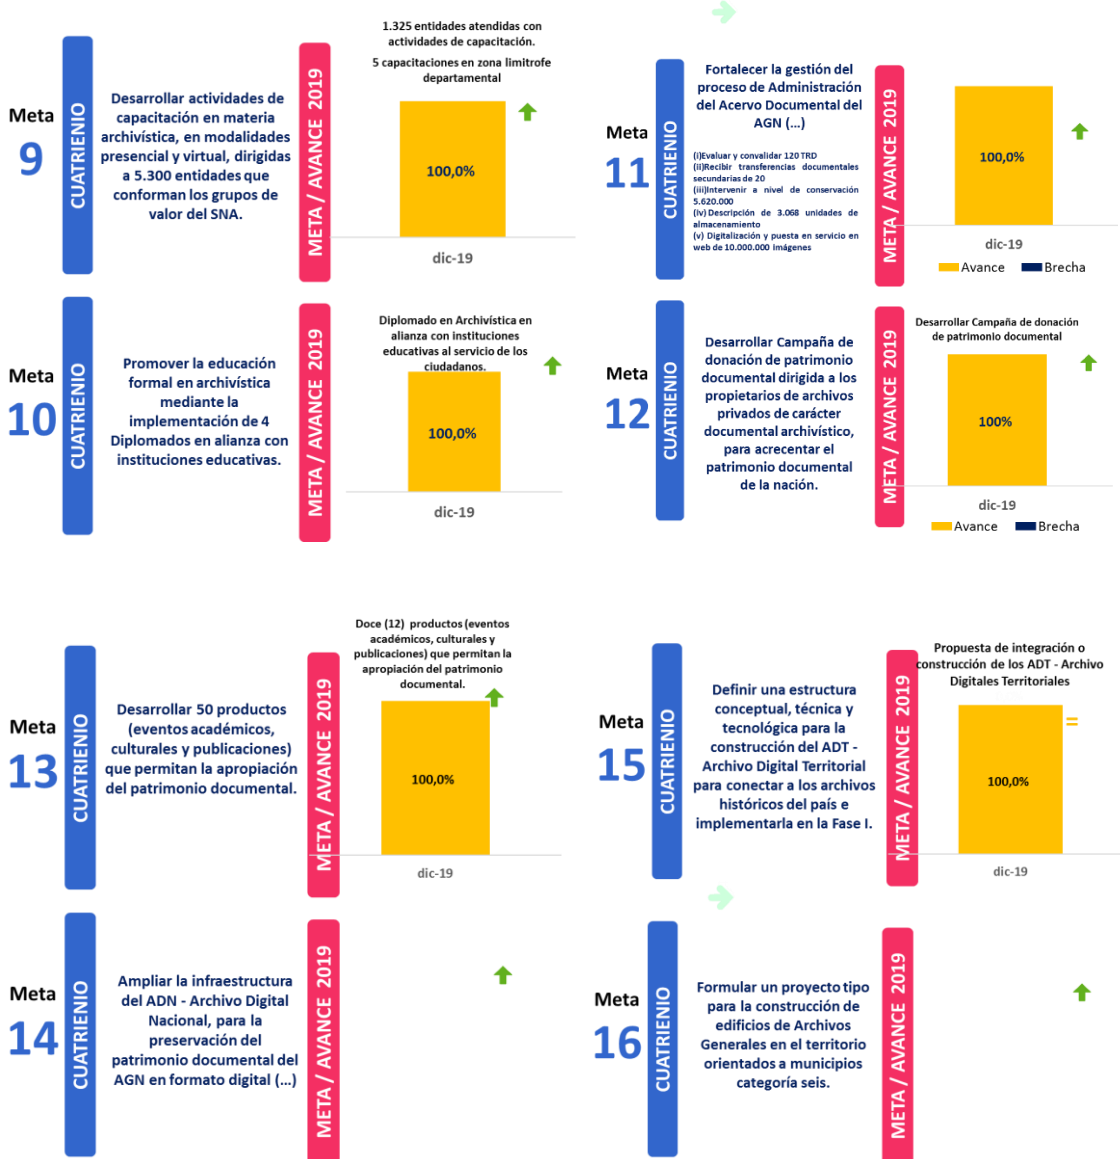 Meta
9
CUATRIENIO
Desarrollar actividades de
capacitación en materia
archivística, en modalidades
presencial y virtual, dirigidas
a 5.300 entidades que
conforman los grupos de
valor del SNA.
META / AVANCE 2019
1.325 entidades atendidas con
actividades de capacitación.
5 capacitaciones en zona limitrofe
departamental
100,0%
dic-19
Meta
11
CUATRIENIO
Fortalecer la gestión del
proceso de Administración
del Acervo Documental del
AGN (...)
(i)Evaluar y convalidar 120 TRD
(ii)Recibir transferencias documentales
secundarias de 20
(iii)Intervenir a nivel de conservación
5.620.000
(iv) Descripción de 3.068 unidades de
almacenamiento
(v) Digitalización y puesta en servicio en
web de 10.000.000 Imágenes
META / AVANCE 2019
100,0%
dic-19
Avance
Brecha
Meta
10
CUATRIENIO
Promover la educación
formal en archivística
mediante la
implementación de 4
Diplomados en alianza con
instituciones educativas.
META / AVANCE 2019
Diplomado en Archivística en
alianza con instituciones
educativas al servicio de los
ciudadanos.
100,0%
dic-19
Meta
12
CUATRIENIO
Desarrollar Campaña de
donación de patrimonio
documental dirigida a los
propietarios de archivos
privados de carácter
documental archivístico,
para acrecentar el
patrimonio documental
de la nación.
META / AVANCE 2019
Desarrollar Campaña de donación
de patrimonio documental
100%
dic-19
Avance
Brecha
Meta
13
CUATRIENIO
Desarrollar 50 productos
(eventos académicos,
culturales y publicaciones)
que permitan la apropiación
del patrimonio documental.
META / AVANCE 2019
Doce (12) productos (eventos
académicos, culturales y
publicaciones) que permitan la
apropiación del patrimonio
documental.
100,0%
dic-19
Meta
15
CUATRIENIO
Definir una estructura
conceptual, técnica y
tecnológica para la
construcción del ADT -
Archivo Digital Territorial
para conectar a los archivos
históricos del país e
implementarla en la Fase I.
META / AVANCE 2019
Propuesta de integración o
construcción de los ADT - Archivo
Digitales Territoriales
=
100,0%
dic-19
Meta
14
CUATRIENIO
Ampliar la infraestructura
del ADN - Archivo Digital
Nacional, para la
preservación del
patrimonio documental del
AGN en formato digital (...)
META / AVANCE 2019
Meta
16
CUATRIENIO
Formular un proyecto tipo
para la construcción de
edificios de Archivos
Generales en el territorio
orientados a municipios
categoría seis.
META / AVANCE 2019